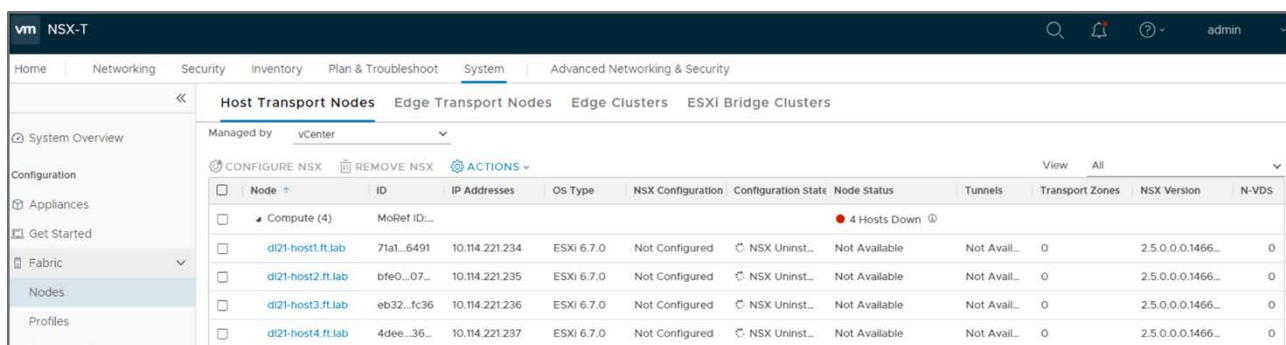 vm NSX-T admin
Home Networking Security Inventory Plan & Troubleshoot System Advanced Networking & Security
Host Transport Nodes Edge Transport Nodes Edge Clusters ESXi Bridge Clusters
System Overview
Configuration
Appliances
Get Started
Fabric
Nodes
Profiles
Managed by vCenter
CONFIGURE NSX REMOVE NSX ACTIONS View All
Node ID IP Addresses OS Type NSX Configuration Configuration State Node Status Tunnels Transport Zones NSX Version N-VDS
Compute (4) MoRef ID:... 4 Hosts Down
dl21-host1.ft.lab 71a1...6491 10.114.221.234 ESXi 6.7.0 Not Configured NSX Uninst... Not Available Not Avail... 0 2.5.0.0.0.1466... 0
dl21-host2.ft.lab bfe0...07... 10.114.221.235 ESXi 6.7.0 Not Configured NSX Uninst... Not Available Not Avail... 0 2.5.0.0.0.1466... 0
dl21-host3.ft.lab eb32...fc36 10.114.221.236 ESXi 6.7.0 Not Configured NSX Uninst... Not Available Not Avail... 0 2.5.0.0.0.1466... 0
dl21-host4.ft.lab 4dee...36... 10.114.221.237 ESXi 6.7.0 Not Configured NSX Uninst... Not Available Not Avail... 0 2.5.0.0.0.1466... 0